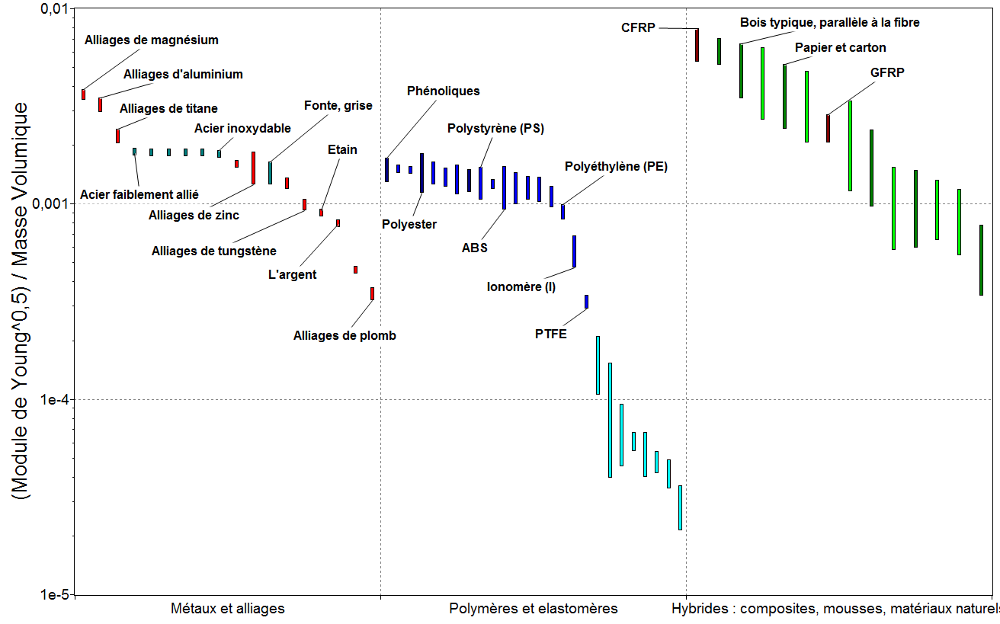 0,01
CFRP
Bois typique, parallèle à la fibre
Alliages de magnésium
Papier et carton
Alliages d'aluminium
GFRP
Phénoliques
Alliages de titane
Fonte, grise
Acier inoxydable
Polystyrène (PS)
Etain
Polyéthylène (PE)
Acier faiblement allié
0,001
Alliages de zinc
Polyester
Alliages de tungstène
ABS
L'argent
Ionomère (I)
Alliages de plomb
PTFE
1e-4
1e-5
(Module de Young^0,5) / Masse Volumique
Métaux et alliages
Polymères et elastomères
Hybrides : composites, mousses, matériaux naturels